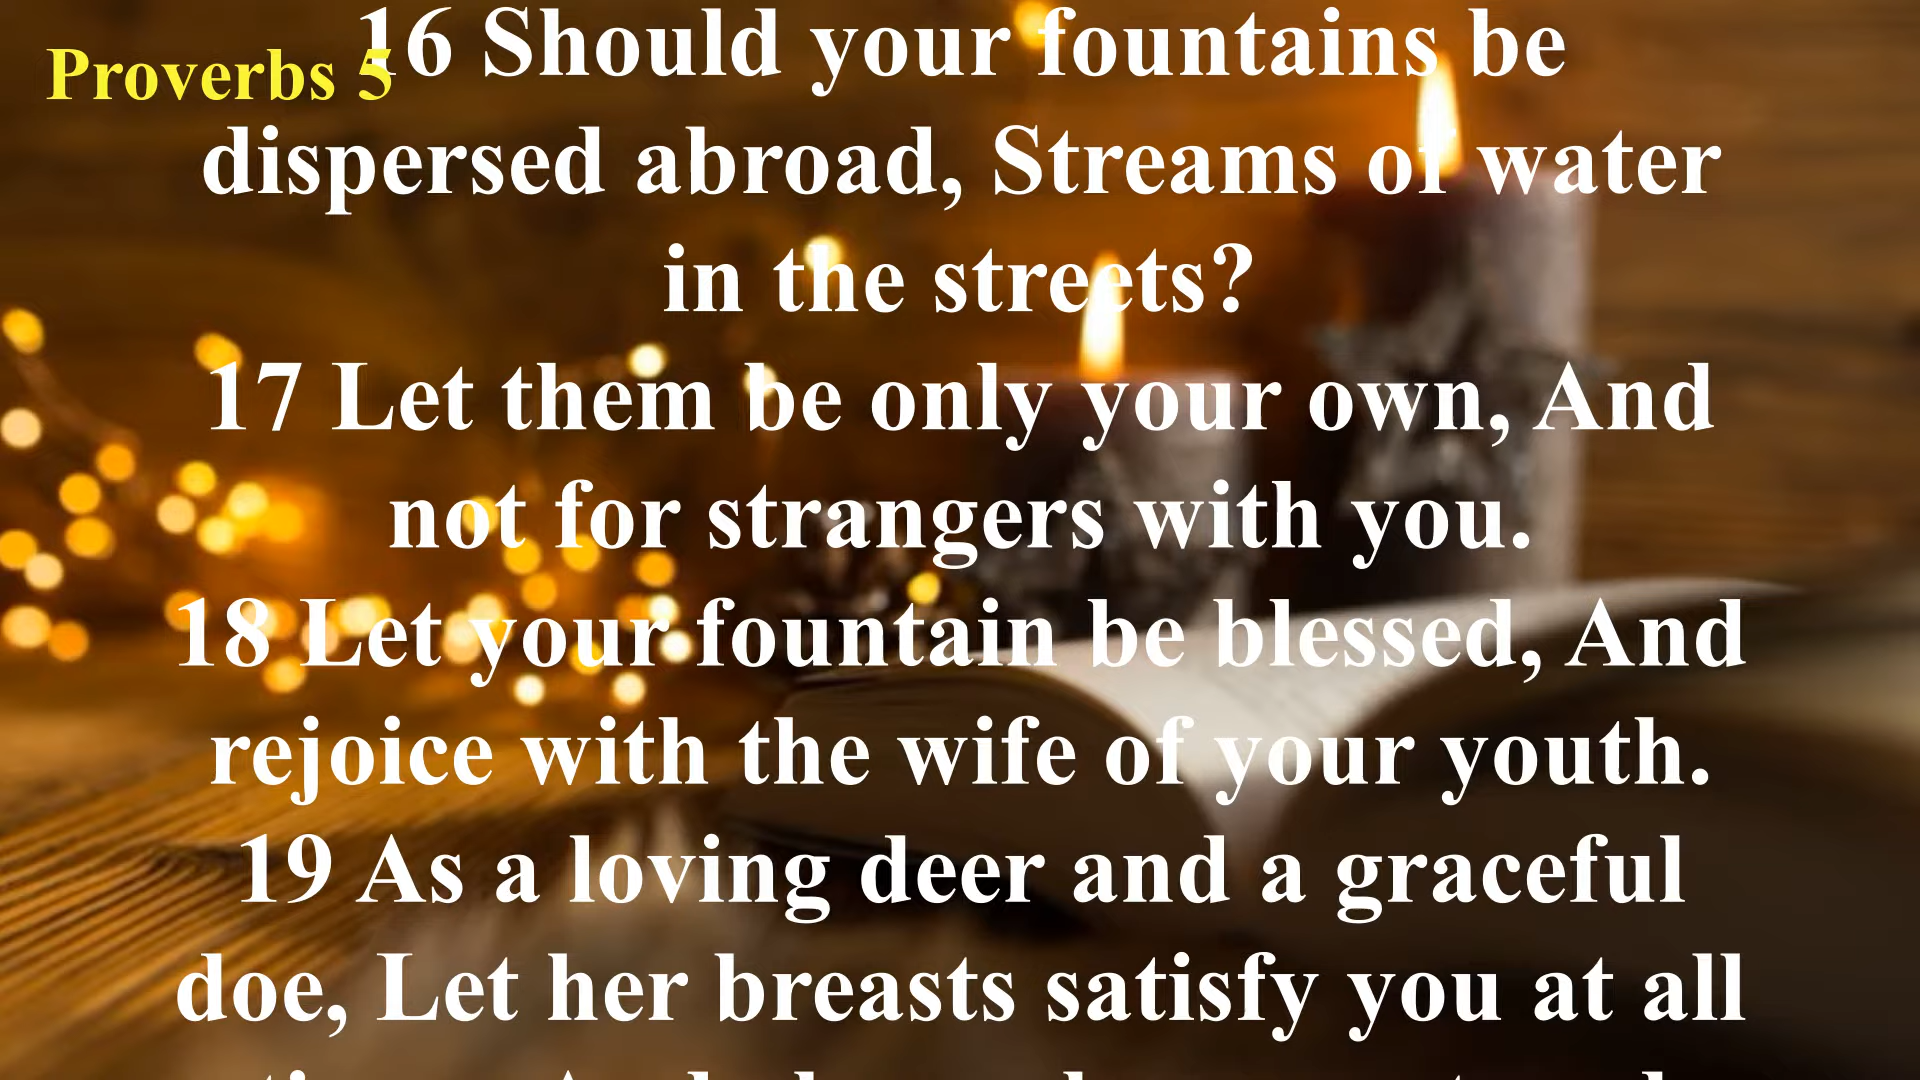 Proverbs 5
16 Should your fountains be
dispersed abroad, Streams of water
in the streets?
17 Let them be only your own, And
not for strangers with you.
18 Let your fountain be blessed, And
rejoice with the wife of your youth.
19 As a loving deer and a graceful
doe, Let her breasts satisfy you at all